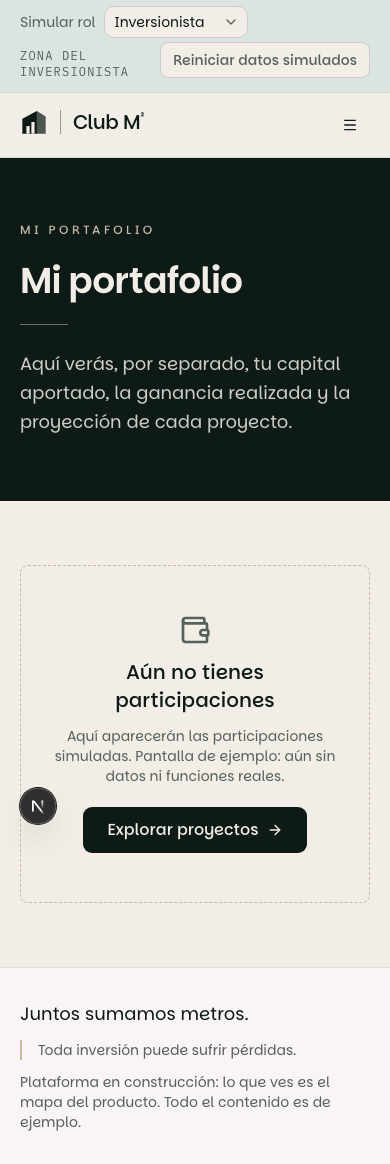 Simular rol Inversionista
ZONA DEL
INVERSIONISTA
Reiniciar datos simulados
Club M²
MI PORTAFOLIO
Mi portafolio
Aquí verás, por separado, tu capital
aportado, la ganancia realizada y la
proyección de cada proyecto.
Aún no tienes
participaciones
Aquí aparecerán las participaciones
simuladas. Pantalla de ejemplo: aún sin
datos ni funciones reales.
N
Explorar proyectos →
Juntos sumamos metros.
Toda inversión puede sufrir pérdidas.
Plataforma en construcción: lo que ves es el
mapa del producto. Todo el contenido es de
ejemplo.